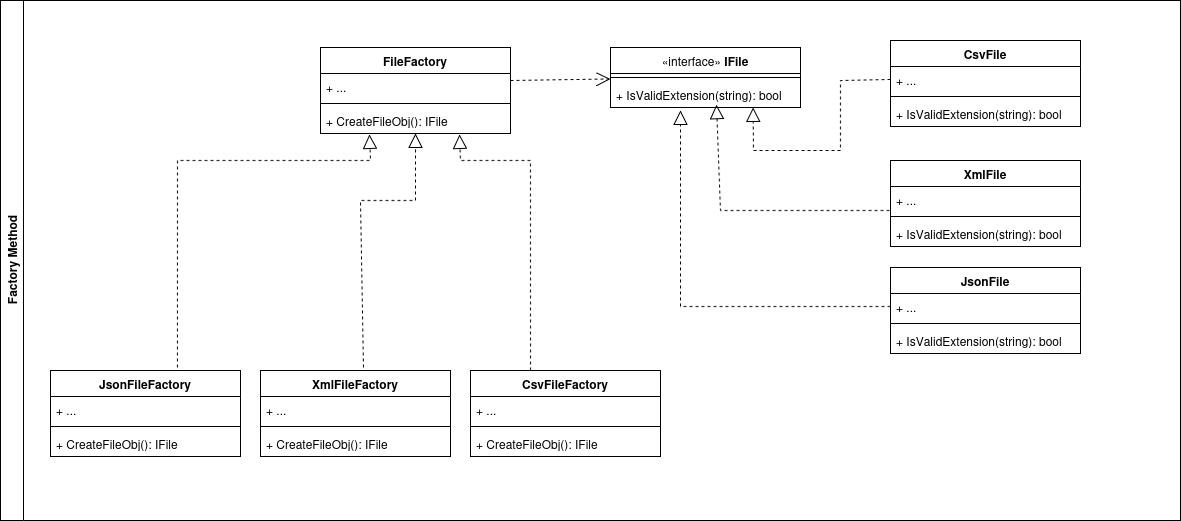 Factory Method
FileFactory
+ ...
+ CreateFileObj(): IFile
«interface» IFile
+ IsValidExtension(string): bool
CsvFile
+ ...
+ IsValidExtension(string): bool
XmlFile
+ ...
+ IsValidExtension(string): bool
JsonFile
+ ...
+ IsValidExtension(string): bool
JsonFileFactory
+ ...
+ CreateFileObj(): IFile
XmlFileFactory
+ ...
+ CreateFileObj(): IFile
CsvFileFactory
+ ...
+ CreateFileObj(): IFile